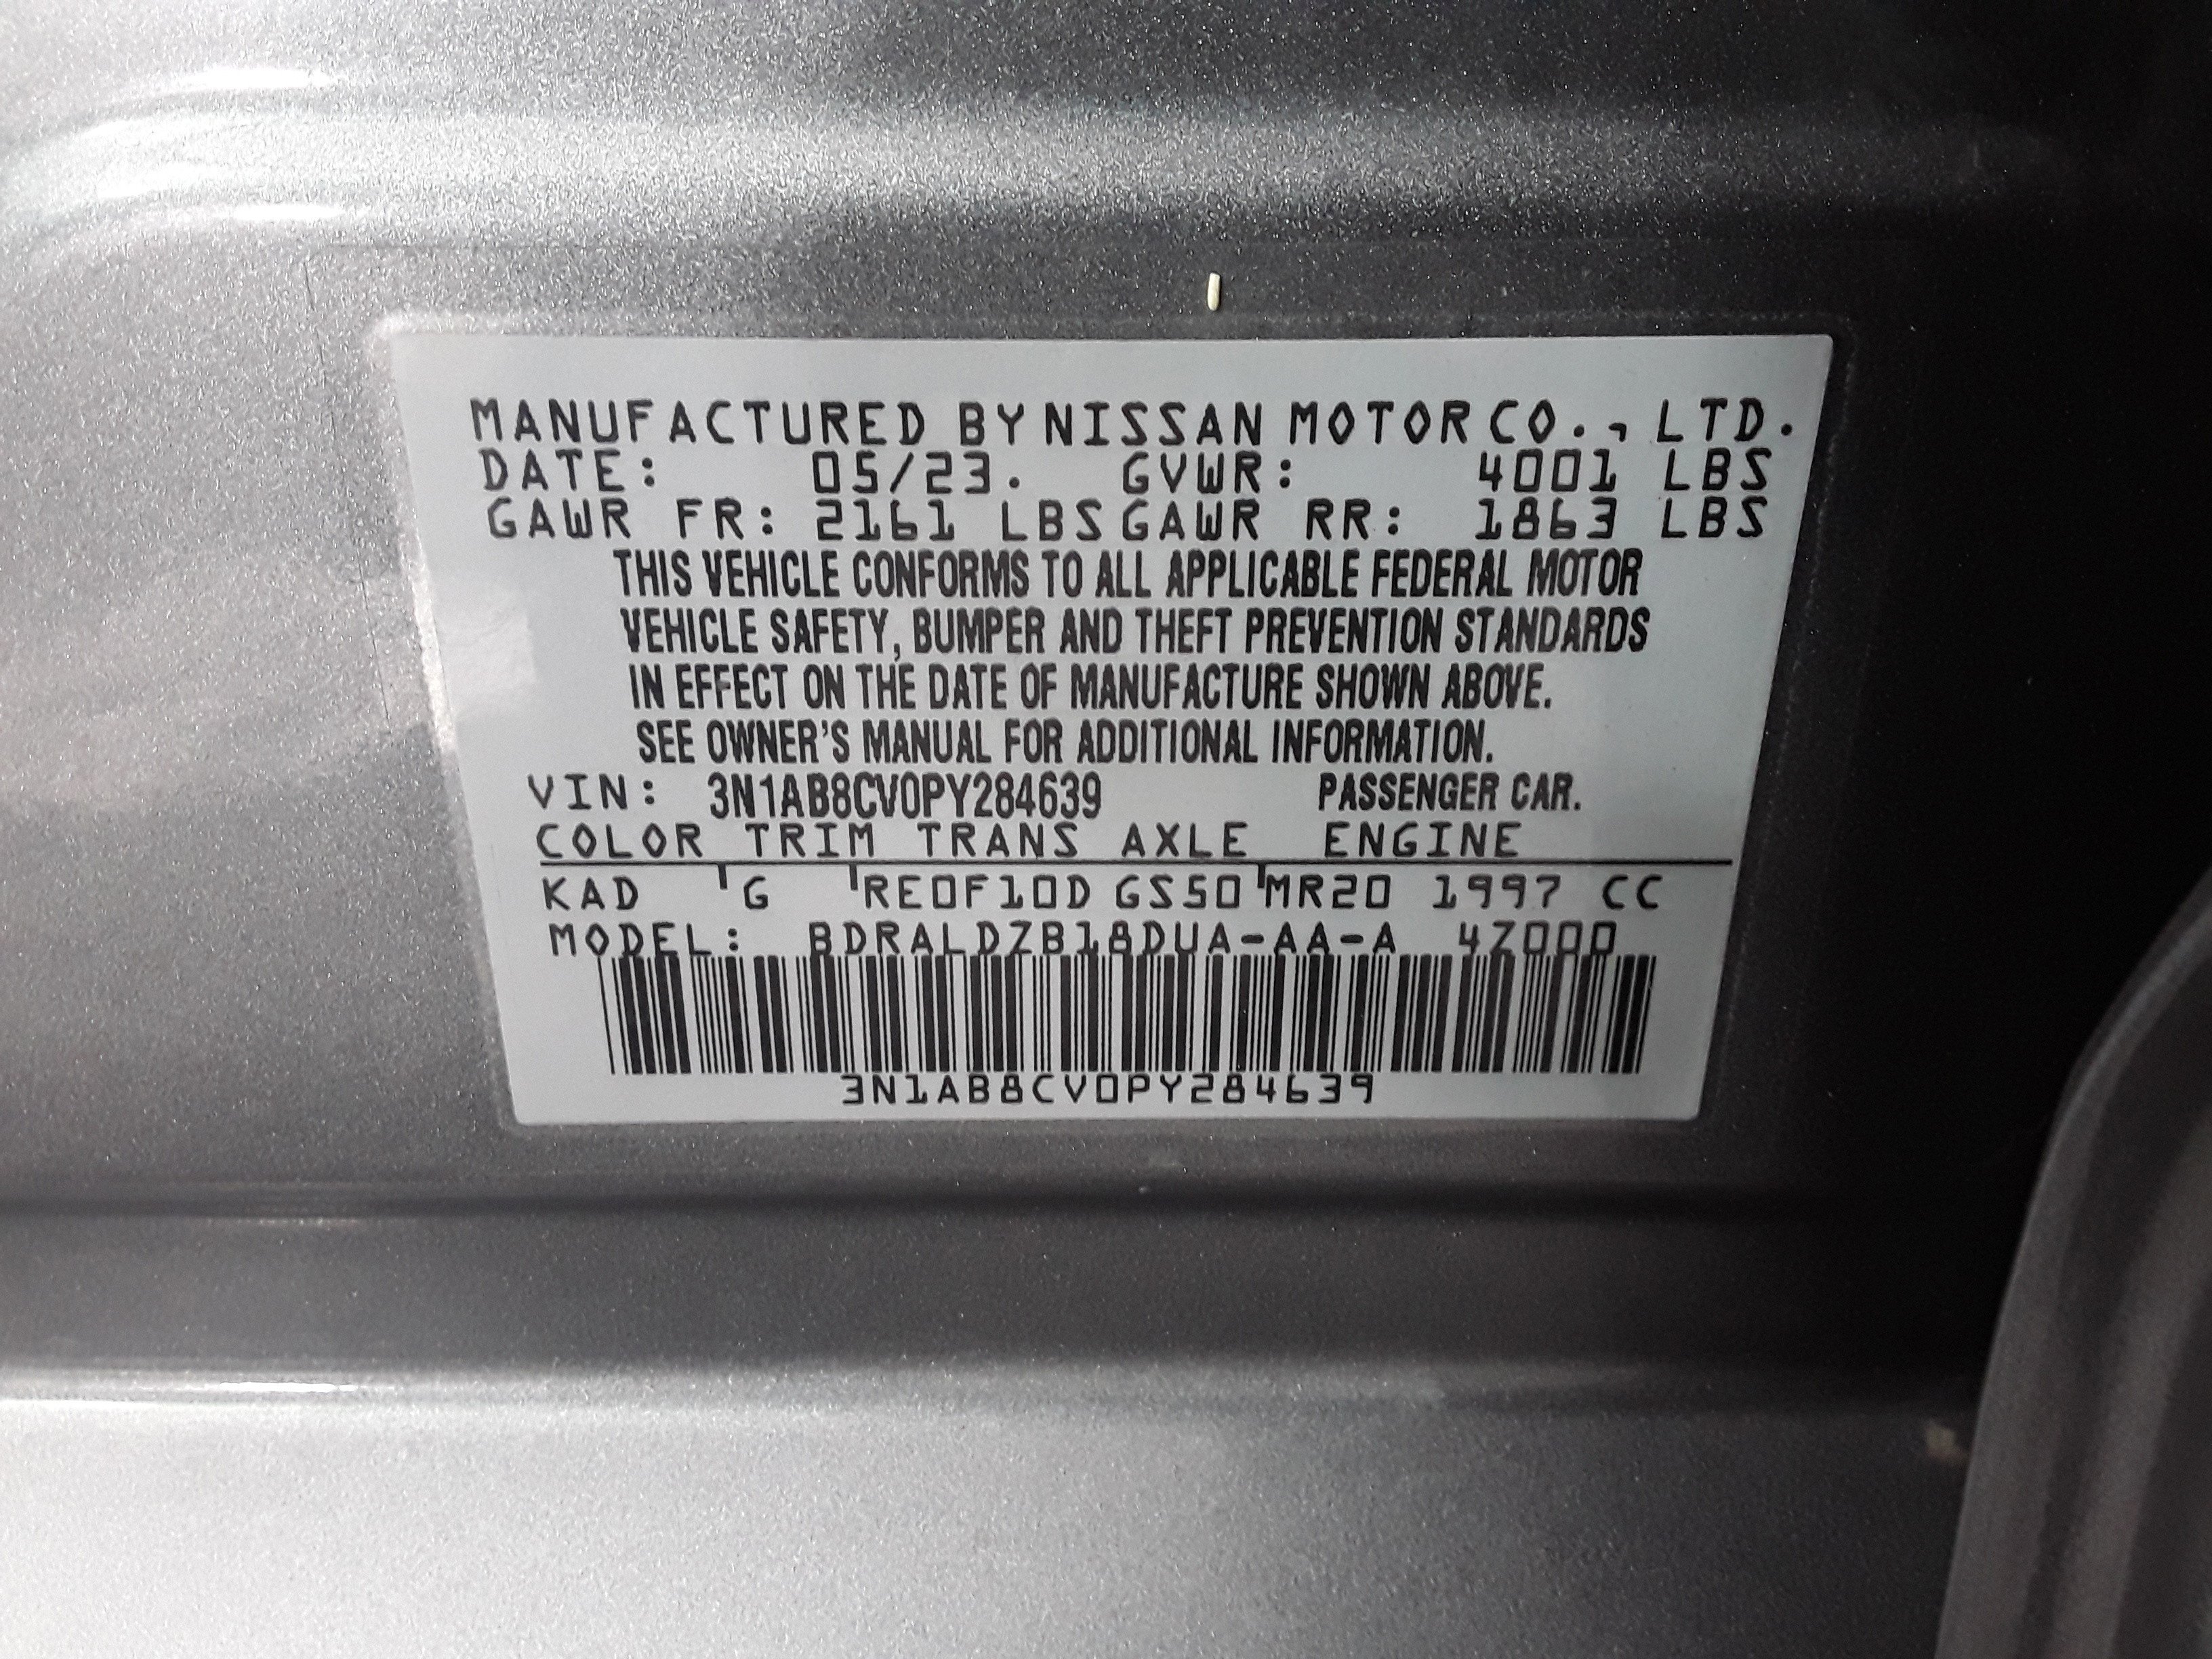 MANUFACTURED BY NISSAN MOTOR CO., LTD.
DATE: 05/23. GVWR: 4001 LBS
GAWR FR: 2161 LBS GAWR RR: 1863 LBS
THIS VEHICLE CONFORMS TO ALL APPLICABLE FEDERAL MOTOR
VEHICLE SAFETY, BUMPER AND THEFT PREVENTION STANDARDS
IN EFFECT ON THE DATE OF MANUFACTURE SHOWN ABOVE.
SEE OWNER'S MANUAL FOR ADDITIONAL INFORMATION.
VIN: 3N1AB8CV0PY284639 PASSENGER CAR.
COLOR TRIM TRANS AXLE ENGINE
KAD G RE0F10D GS50 MR20 1997 CC
MODEL: BDRALDZB18DUA-AA-A 4Z000
3N1AB8CV0PY284639